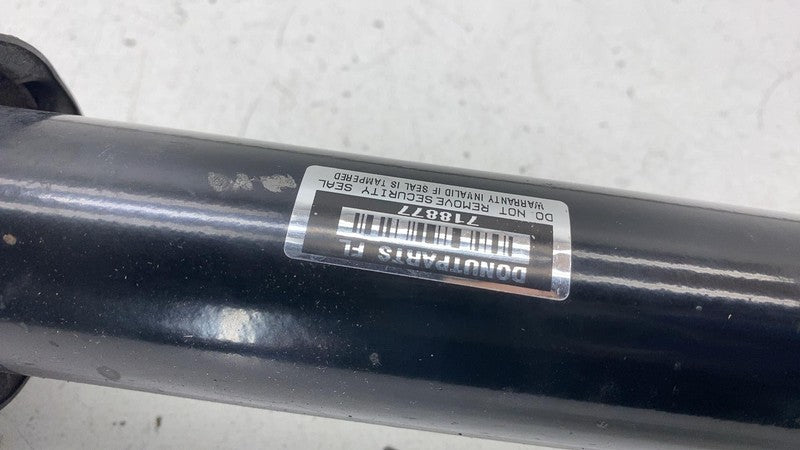 DONUTPARTS FL
718877
DO NOT REMOVE SECURITY SEAL
WARRANTY INVALID IF SEAL IS TAMPERED